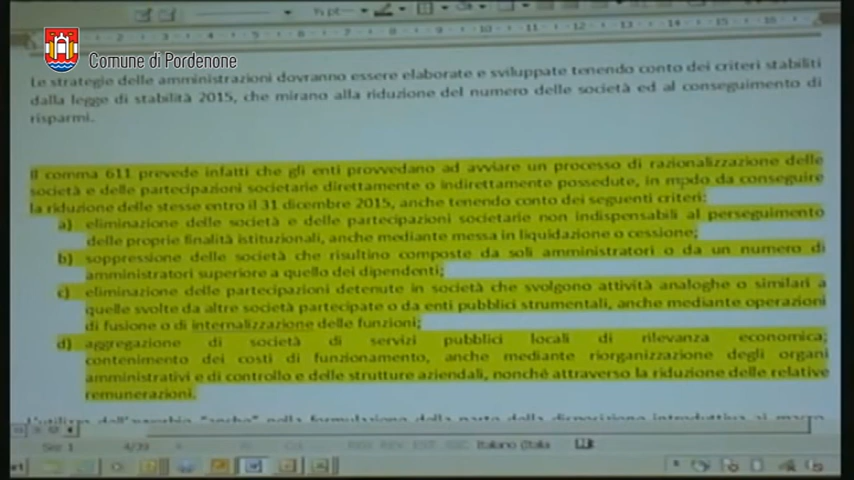 Comune di Pordenone
Le strategie delle amministrazioni dovranno essere elaborate e sviluppate tenendo conto dei criteri stabiliti
dalla legge di stabilità 2015, che mirano alla riduzione del numero delle società ed al conseguimento di
risparmi.
Il comma 611 prevede infatti che gli enti provvedano ad avviare un processo di razionalizzazione delle
società e delle partecipazioni societarie direttamente o indirettamente possedute, in modo da conseguire
la riduzione delle stesse entro il 31 dicembre 2015, anche tenendo conto dei seguenti criteri:
a) eliminazione delle società e delle partecipazioni societarie non indispensabili al perseguimento
delle proprie finalità istituzionali, anche mediante messa in liquidazione o cessione;
b) soppressione delle società che risultino composte da soli amministratori o da un numero di
amministratori superiore a quello dei dipendenti;
c) eliminazione delle partecipazioni detenute in società che svolgono attività analoghe o similari a
quelle svolte da altre società partecipate o da enti pubblici strumentali, anche mediante operazioni
di fusione o di internalizzazione delle funzioni;
d) aggregazione di società di servizi pubblici locali di rilevanza economica;
contenimento dei costi di funzionamento, anche mediante riorganizzazione degli organi
amministrativi e di controllo e delle strutture aziendali, nonché attraverso la riduzione delle relative
remunerazioni.
Sez 1 4/39 Italiano (Italia